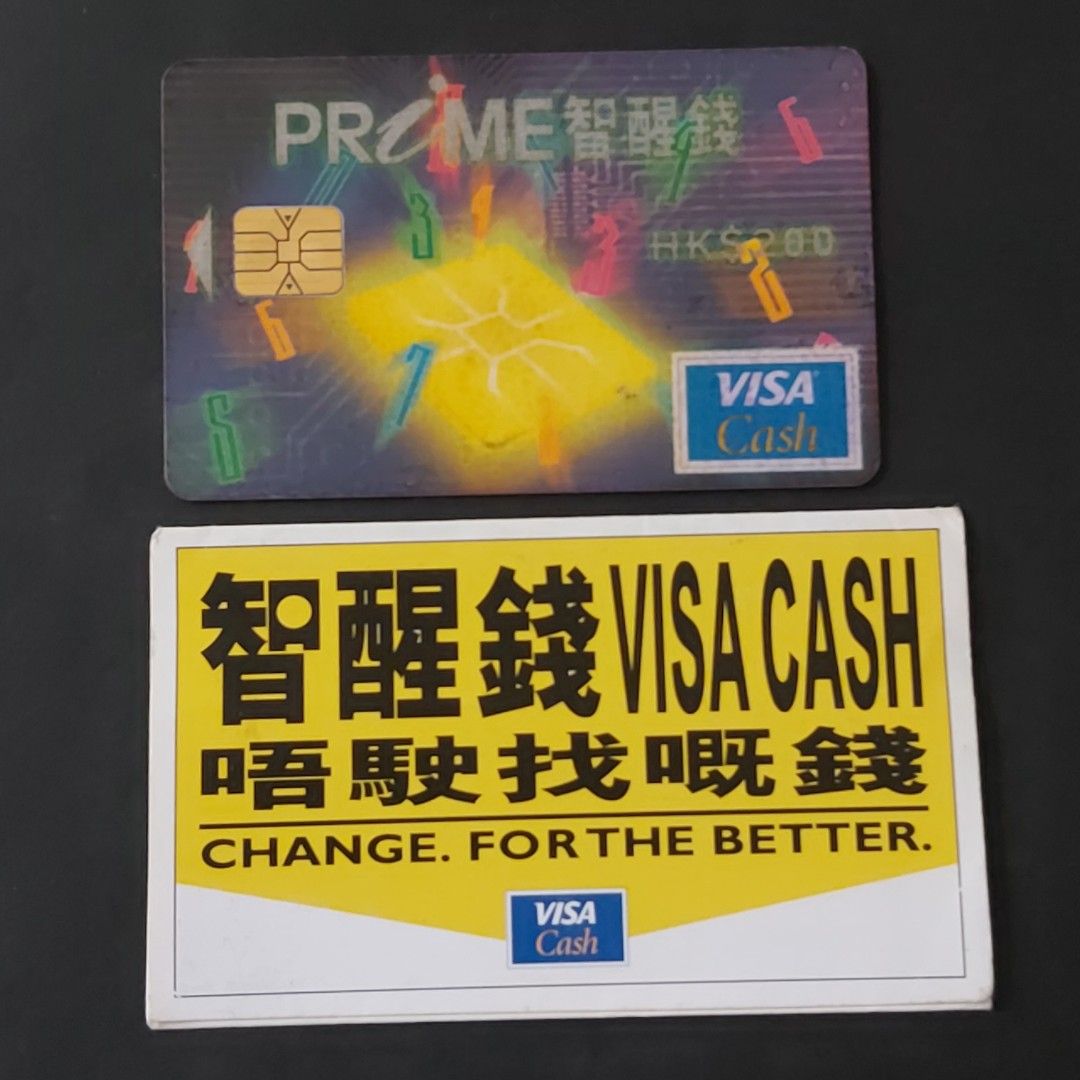 PRiME智醒錢
HK$200
VISA
Cash
智醒錢VISA CASH
唔駛找嘅錢
CHANGE. FOR THE BETTER.
VISA
Cash